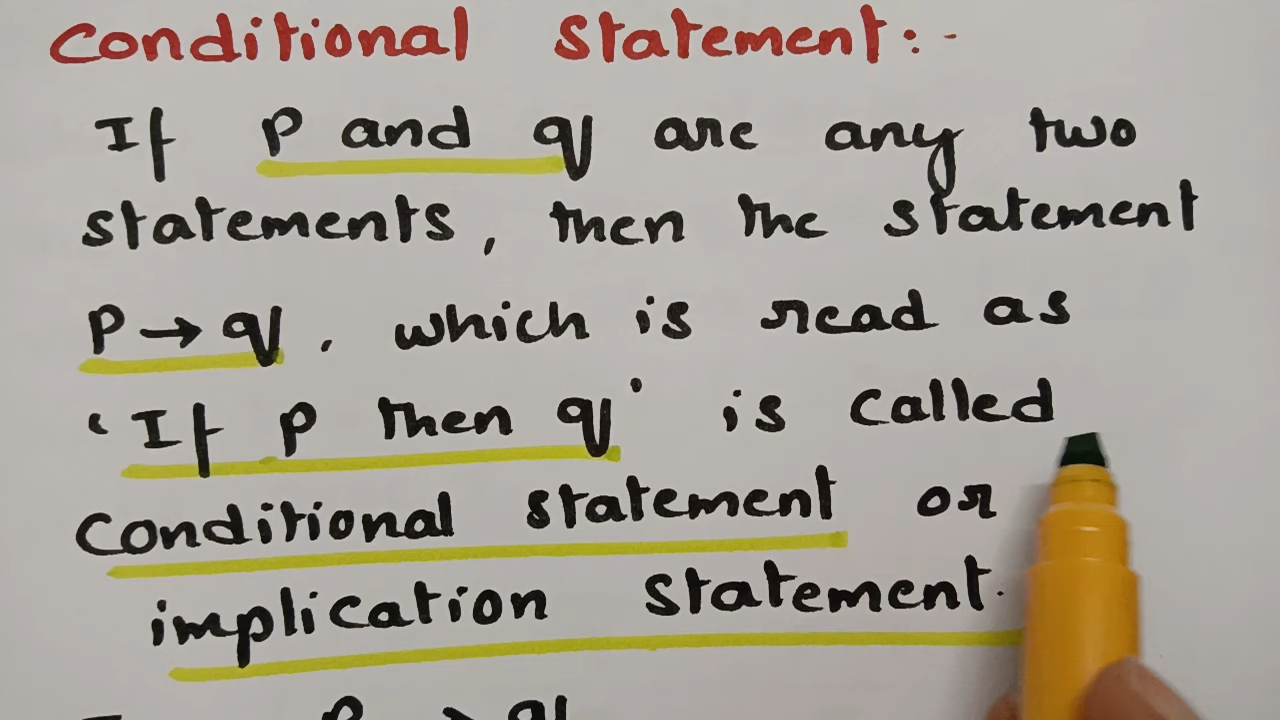 Conditional Statement:-
If p and q are any two
statements, then the statement
P → q, which is read as
'If p then q' is called
Conditional statement or
implication statement.
P → q